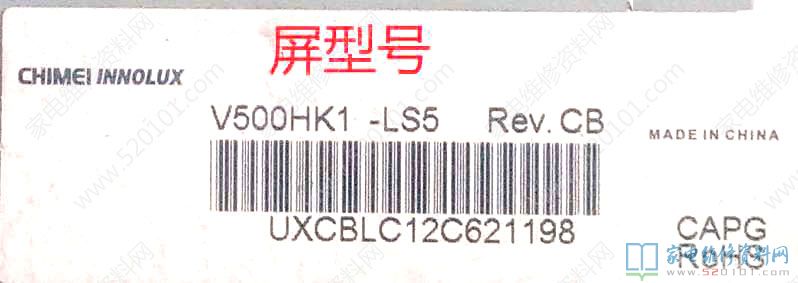 屏型号
CHIMEI INNOLUX
V500HK1 -LS5 Rev. CB
MADE IN CHINA
UXCBLC12C621198
CAPG
RoHS
家电维修资料网
www.520101.com